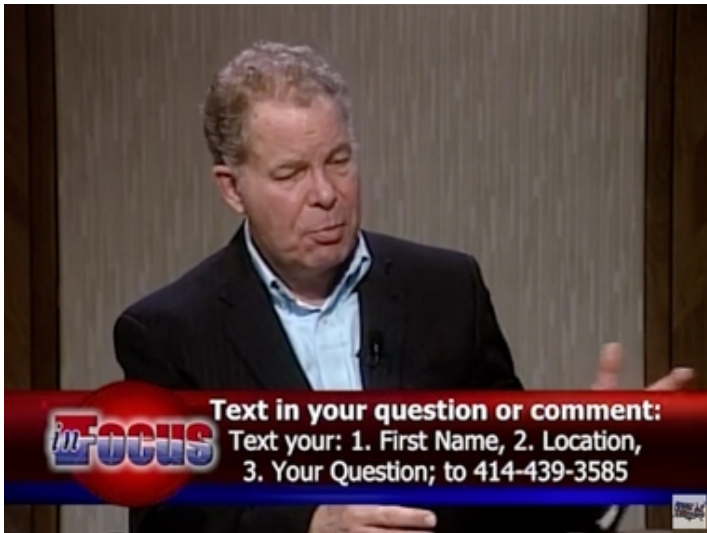 in Focus
Text in your question or comment:
Text your: 1. First Name, 2. Location,
3. Your Question; to 414-439-3585